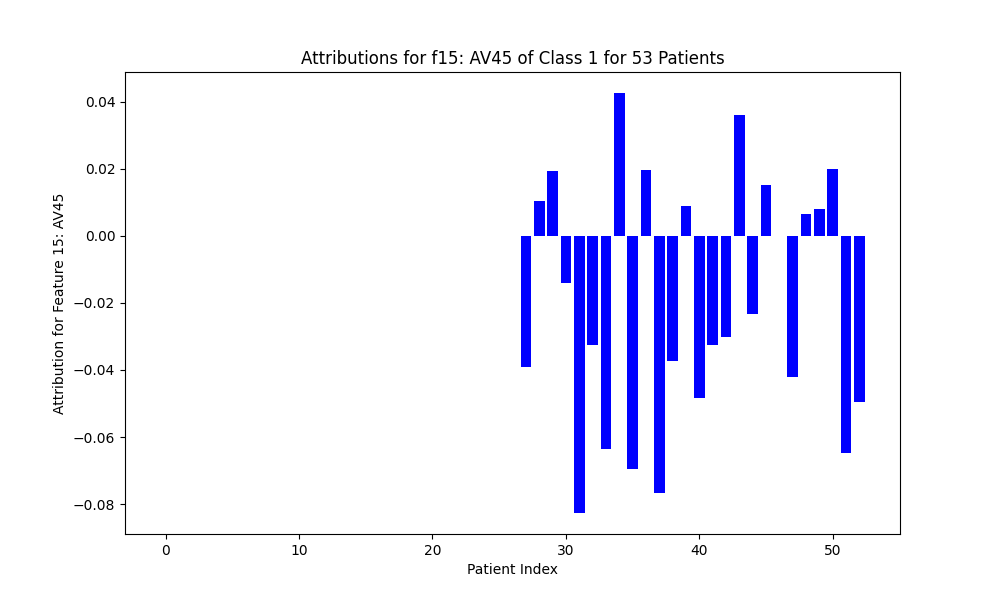 Attributions for f15: AV45 of Class 1 for 53 Patients
Attribution for Feature 15: AV45
0.04
0.02
0.00
−0.02
−0.04
−0.06
−0.08
0 10 20 30 40 50
Patient Index